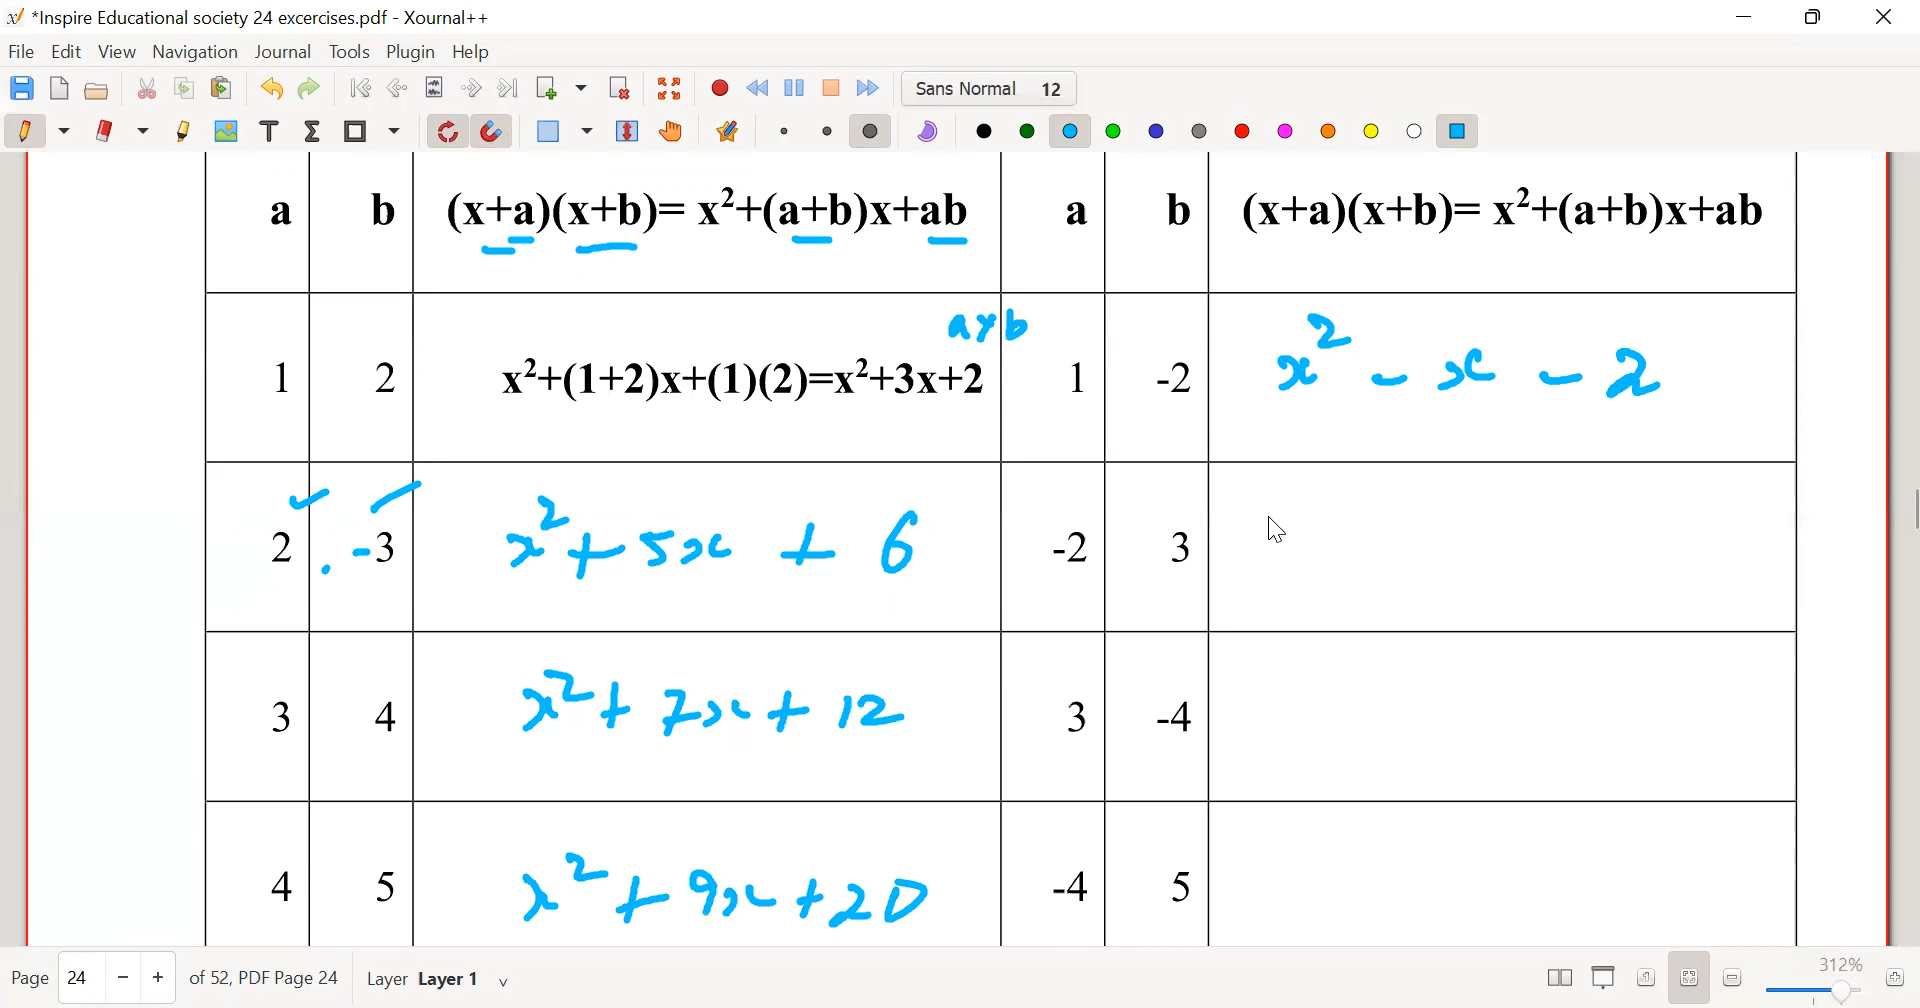 *Inspire Educational society 24 excercises.pdf - Xournal++
File Edit View Navigation Journal Tools Plugin Help
Sans Normal 12
a b (x+a)(x+b)= x²+(a+b)x+ab a b (x+a)(x+b)= x²+(a+b)x+ab
a×b
1 2 x²+(1+2)x+(1)(2)=x²+3x+2 1 -2 x² - x - 2
2 -3 x² + 5x + 6 -2 3
3 4 x² + 7x + 12 3 -4
4 5 x² + 9x + 20 -4 5
Page 24 of 52, PDF Page 24 Layer Layer 1 312%